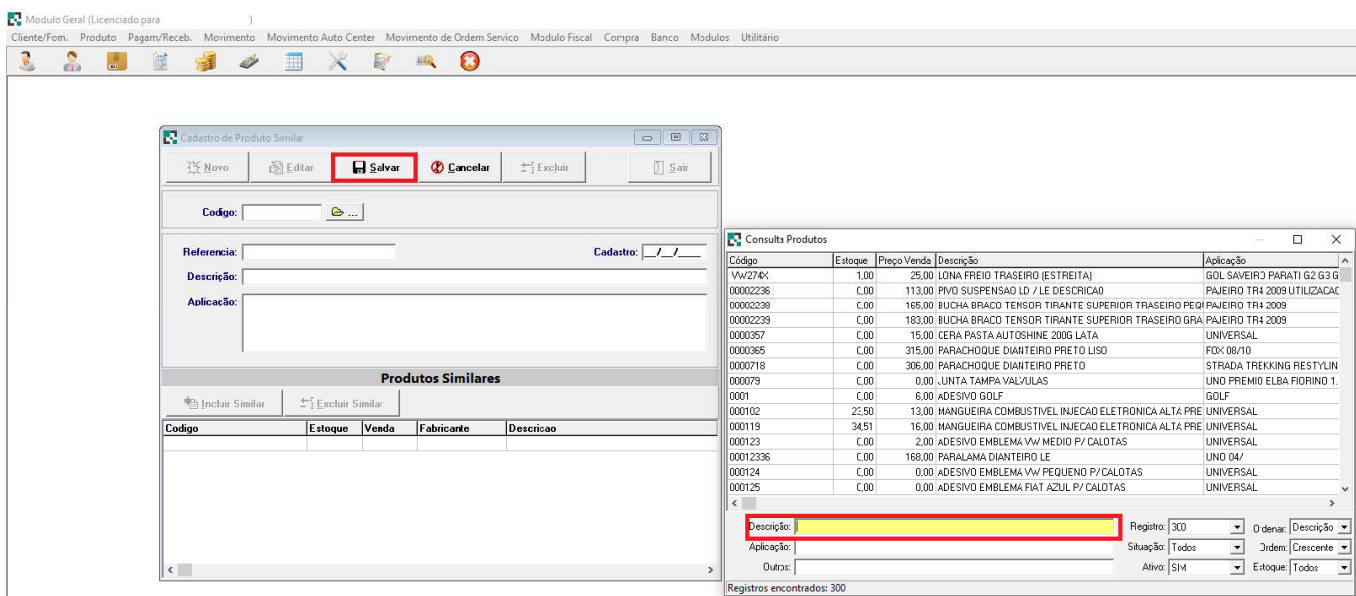 Modulo Geral (Licenciado para )
Cliente/Forn. Produto Pagam/Receb. Movimento Movimento Auto Center Movimento de Ordem Servico Modulo Fiscal Compra Banco Modulos Utilitário
Cadastro de Produto Similar
Novo Editar Salvar Cancelar Excluir Sair
Codigo: ...
Referencia: Cadastro: __/__/____
Descrição:
Aplicação:
Produtos Similares
Incluir Similar Excluir Similar
Codigo Estoque Venda Fabricante Descricao
Consulta Produtos
Código Estoque Preço Venda Descrição Aplicação
VW274X 1,00 25,00 LONA FREIO TRASEIRO (ESTREITA) GOL SAVEIRO PARATI G2 G3 G
00002236 0,00 113,00 PIVO SUSPENSAO LD / LE DESCRICAO PAJEIRO TR4 2009 UTILIZACAO
00002238 0,00 165,00 BUCHA BRACO TENSOR TIRANTE SUPERIOR TRASEIRO PEQI PAJEIRO TR4 2009
00002239 0,00 183,00 BUCHA BRACO TENSOR TIRANTE SUPERIOR TRASEIRO GRA PAJEIRO TR4 2009
0000357 0,00 15,00 CERA PASTA AUTOSHINE 200G LATA UNIVERSAL
0000365 0,00 315,00 PARACHOQUE DIANTEIRO PRETO LISO FOX 08/10
0000718 0,00 306,00 PARACHOQUE DIANTEIRO PRETO STRADA TREKKING RESTYLIN
000079 0,00 0,00 JUNTA TAMPA VALVULAS UNO PREMIO ELBA FIORINO 1.
0001 0,00 6,00 ADESIVO GOLF GOLF
000102 23,50 13,00 MANGUEIRA COMBUSTIVEL INJECAO ELETRONICA ALTA PRE UNIVERSAL
000119 34,51 16,00 MANGUEIRA COMBUSTIVEL INJECAO ELETRONICA ALTA PRE UNIVERSAL
000123 0,00 2,00 ADESIVO EMBLEMA VW MEDIO P/ CALOTAS UNIVERSAL
00012336 0,00 168,00 PARALAMA DIANTEIRO LE UNO 04/
000124 0,00 0,00 ADESIVO EMBLEMA VW PEQUENO P/ CALOTAS UNIVERSAL
000125 0,00 0,00 ADESIVO EMBLEMA FIAT AZUL P/ CALOTAS UNIVERSAL
Descrição: Registro: 300 Ordenar: Descrição
Aplicação: Situação: Todos Ordem: Crescente
Outros: Ativo: SIM Estoque: Todos
Registros encontrados: 300